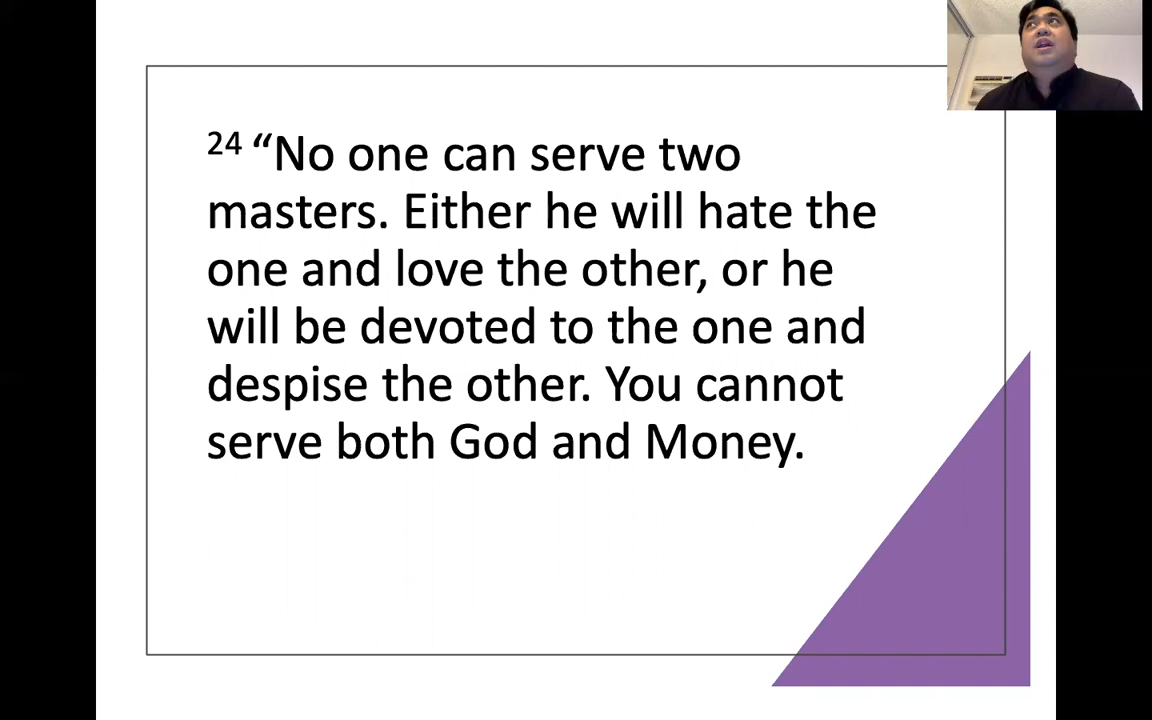 24 “No one can serve two
masters. Either he will hate the
one and love the other, or he
will be devoted to the one and
despise the other. You cannot
serve both God and Money.